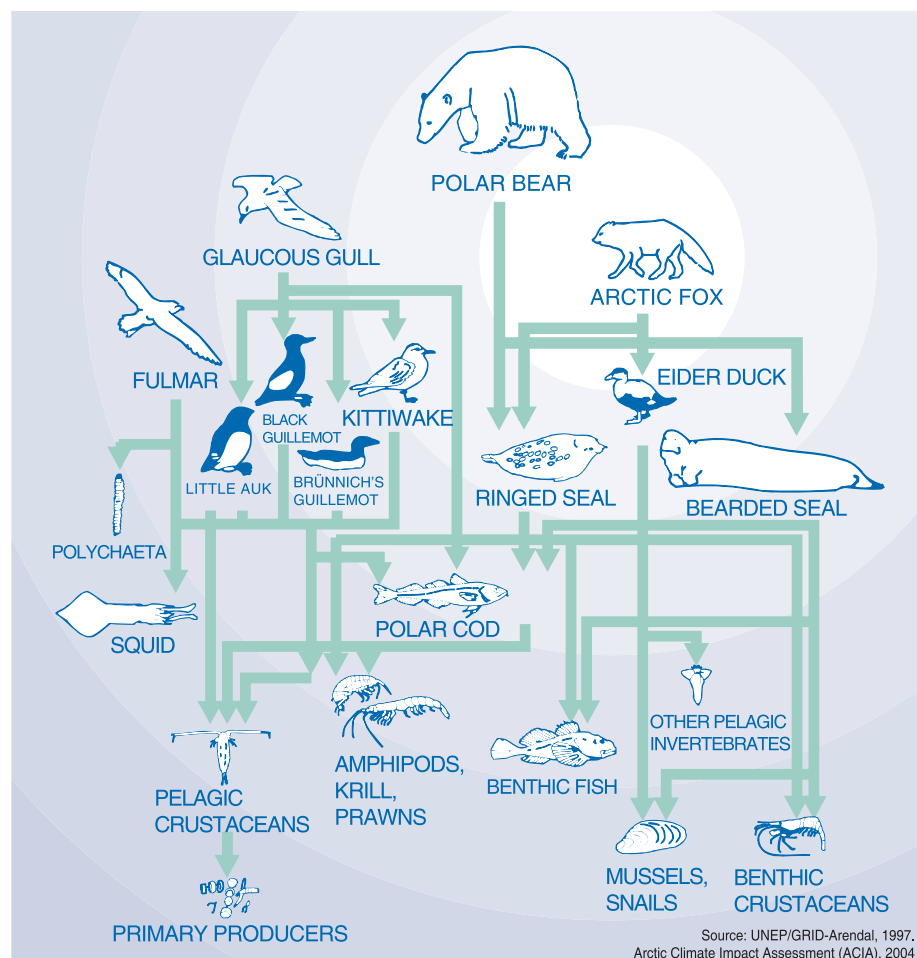 POLAR BEAR
GLAUCOUS GULL
ARCTIC FOX
FULMAR
EIDER DUCK
BLACK
GUILLEMOT
KITTIWAKE
LITTLE AUK
BRÜNNICH'S
GUILLEMOT
RINGED SEAL
BEARDED SEAL
POLYCHAETA
SQUID
POLAR COD
OTHER PELAGIC
INVERTEBRATES
AMPHIPODS,
KRILL,
PRAWNS
BENTHIC FISH
PELAGIC
CRUSTACEANS
MUSSELS,
SNAILS
BENTHIC
CRUSTACEANS
PRIMARY PRODUCERS
Source: UNEP/GRID-Arendal, 1997.
Arctic Climate Impact Assessment (ACIA), 2004